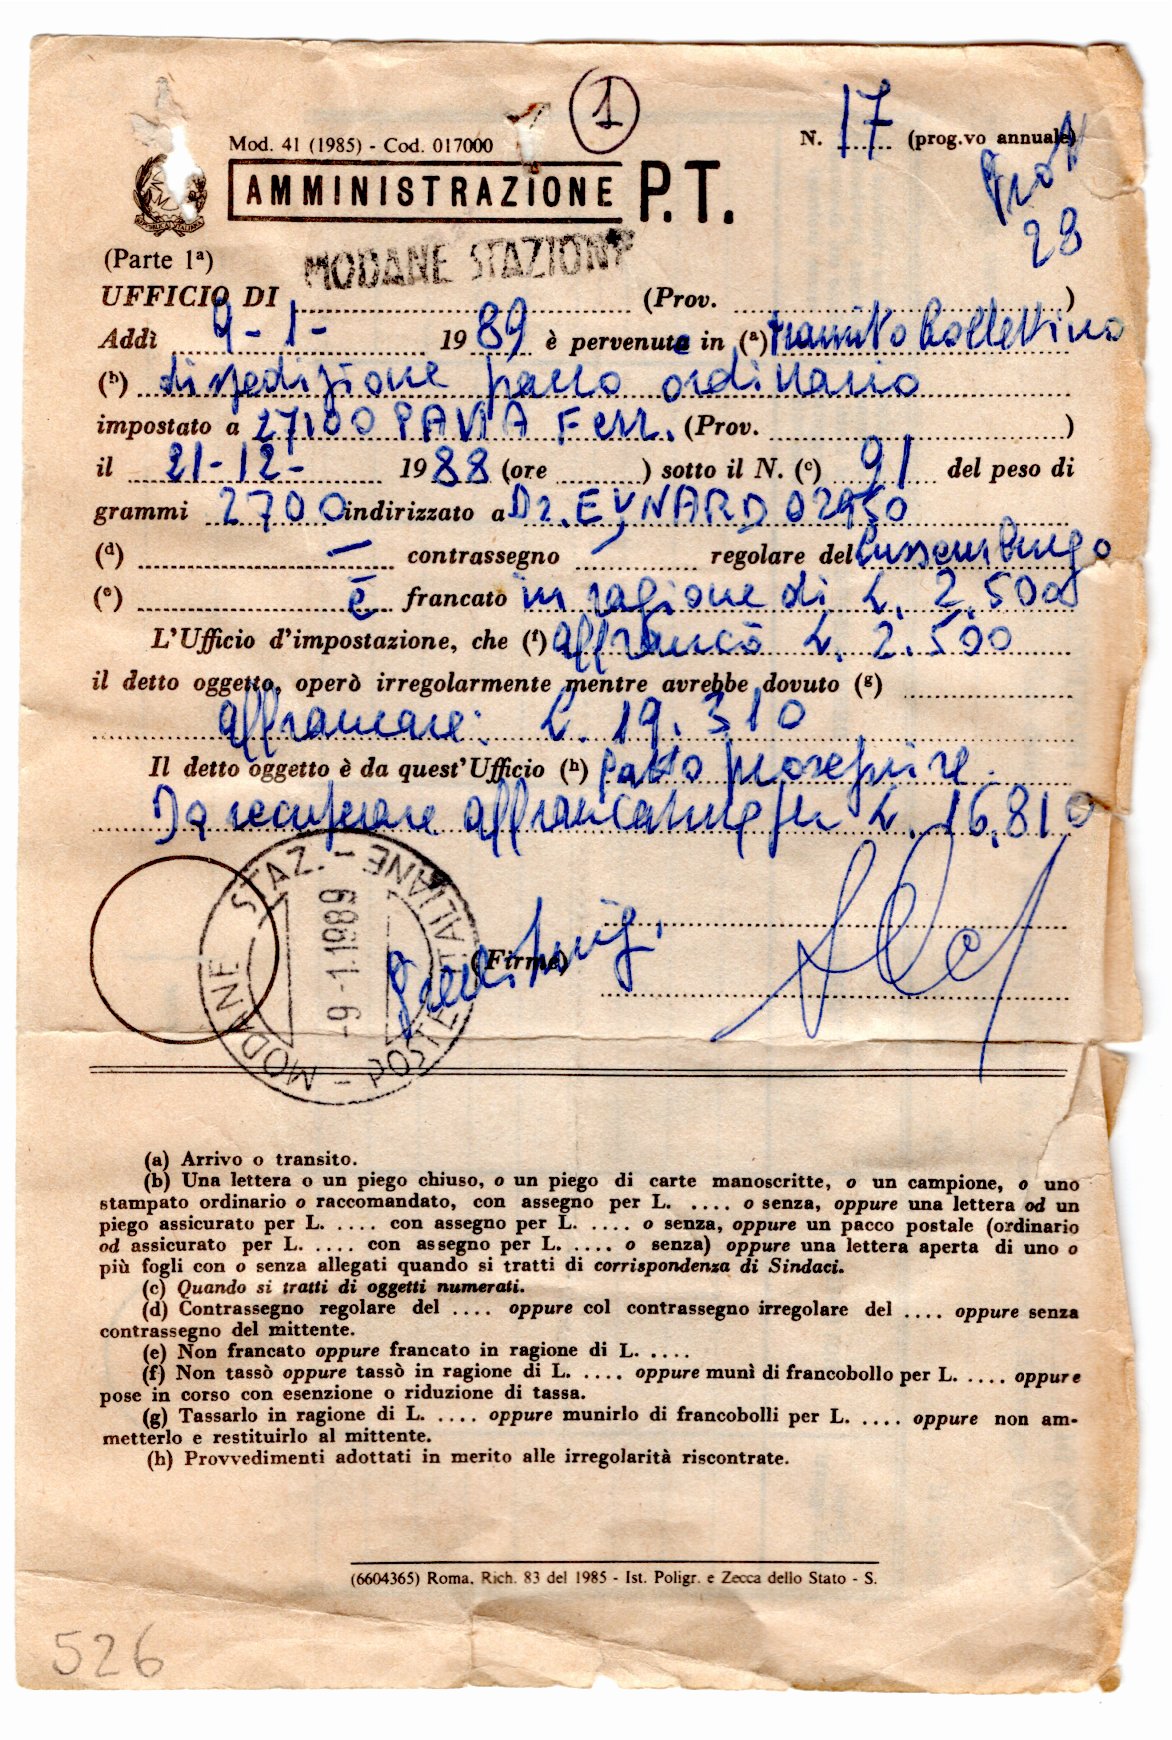 1
Mod. 41 (1985) - Cod. 017000
N. 17 (prog.vo annuale)
AMMINISTRAZIONE P.T.
Prot
28
(Parte 1ª)
MODANE STAZIONE
UFFICIO DI (Prov. )
Addì 9-1- 1989 è pervenuto in (ª) transito bollettino
(ᵇ) di spedizione pacco ordinario
impostato a 27100 PAVIA Ferr. (Prov. )
il 21-12- 1988 (ore ) sotto il N. (ᶜ) 91 del peso di
grammi 2700 indirizzato a Dr. EYNARD 02950
(ᵈ) — contrassegno — regolare del Lussemburgo
(ᵉ) è francato in ragione di L. 2.500
L'Ufficio d'impostazione, che (ᶠ) affrancò L. 2.500
il detto oggetto, operò irregolarmente mentre avrebbe dovuto (ᵍ)
affrancare: L. 19.310
Il detto oggetto è da quest'Ufficio (ʰ) fatto proseguire.
Da recuperare affrancatura per L. 16.810
MODANE STAZ. - POSTE ITALIANE -
-9-1.1989
(Firma)
(a) Arrivo o transito.
(b) Una lettera o un piego chiuso, o un piego di carte manoscritte, o un campione, o uno
stampato ordinario o raccomandato, con assegno per L. .... o senza, oppure una lettera od un
piego assicurato per L. .... con assegno per L. .... o senza, oppure un pacco postale (ordinario
od assicurato per L. .... con assegno per L. .... o senza) oppure una lettera aperta di uno o
più fogli con o senza allegati quando si tratti di corrispondenza di Sindaci.
(c) Quando si tratti di oggetti numerati.
(d) Contrassegno regolare del .... oppure col contrassegno irregolare del .... oppure senza
contrassegno del mittente.
(e) Non francato oppure francato in ragione di L. ....
(f) Non tassò oppure tassò in ragione di L. .... oppure munì di francobollo per L. .... oppure
pose in corso con esenzione o riduzione di tassa.
(g) Tassarlo in ragione di L. .... oppure munirlo di francobolli per L. .... oppure non am-
metterlo e restituirlo al mittente.
(h) Provvedimenti adottati in merito alle irregolarità riscontrate.
(6604365) Roma, Rich. 83 del 1985 - Ist. Poligr. e Zecca dello Stato - S.
526